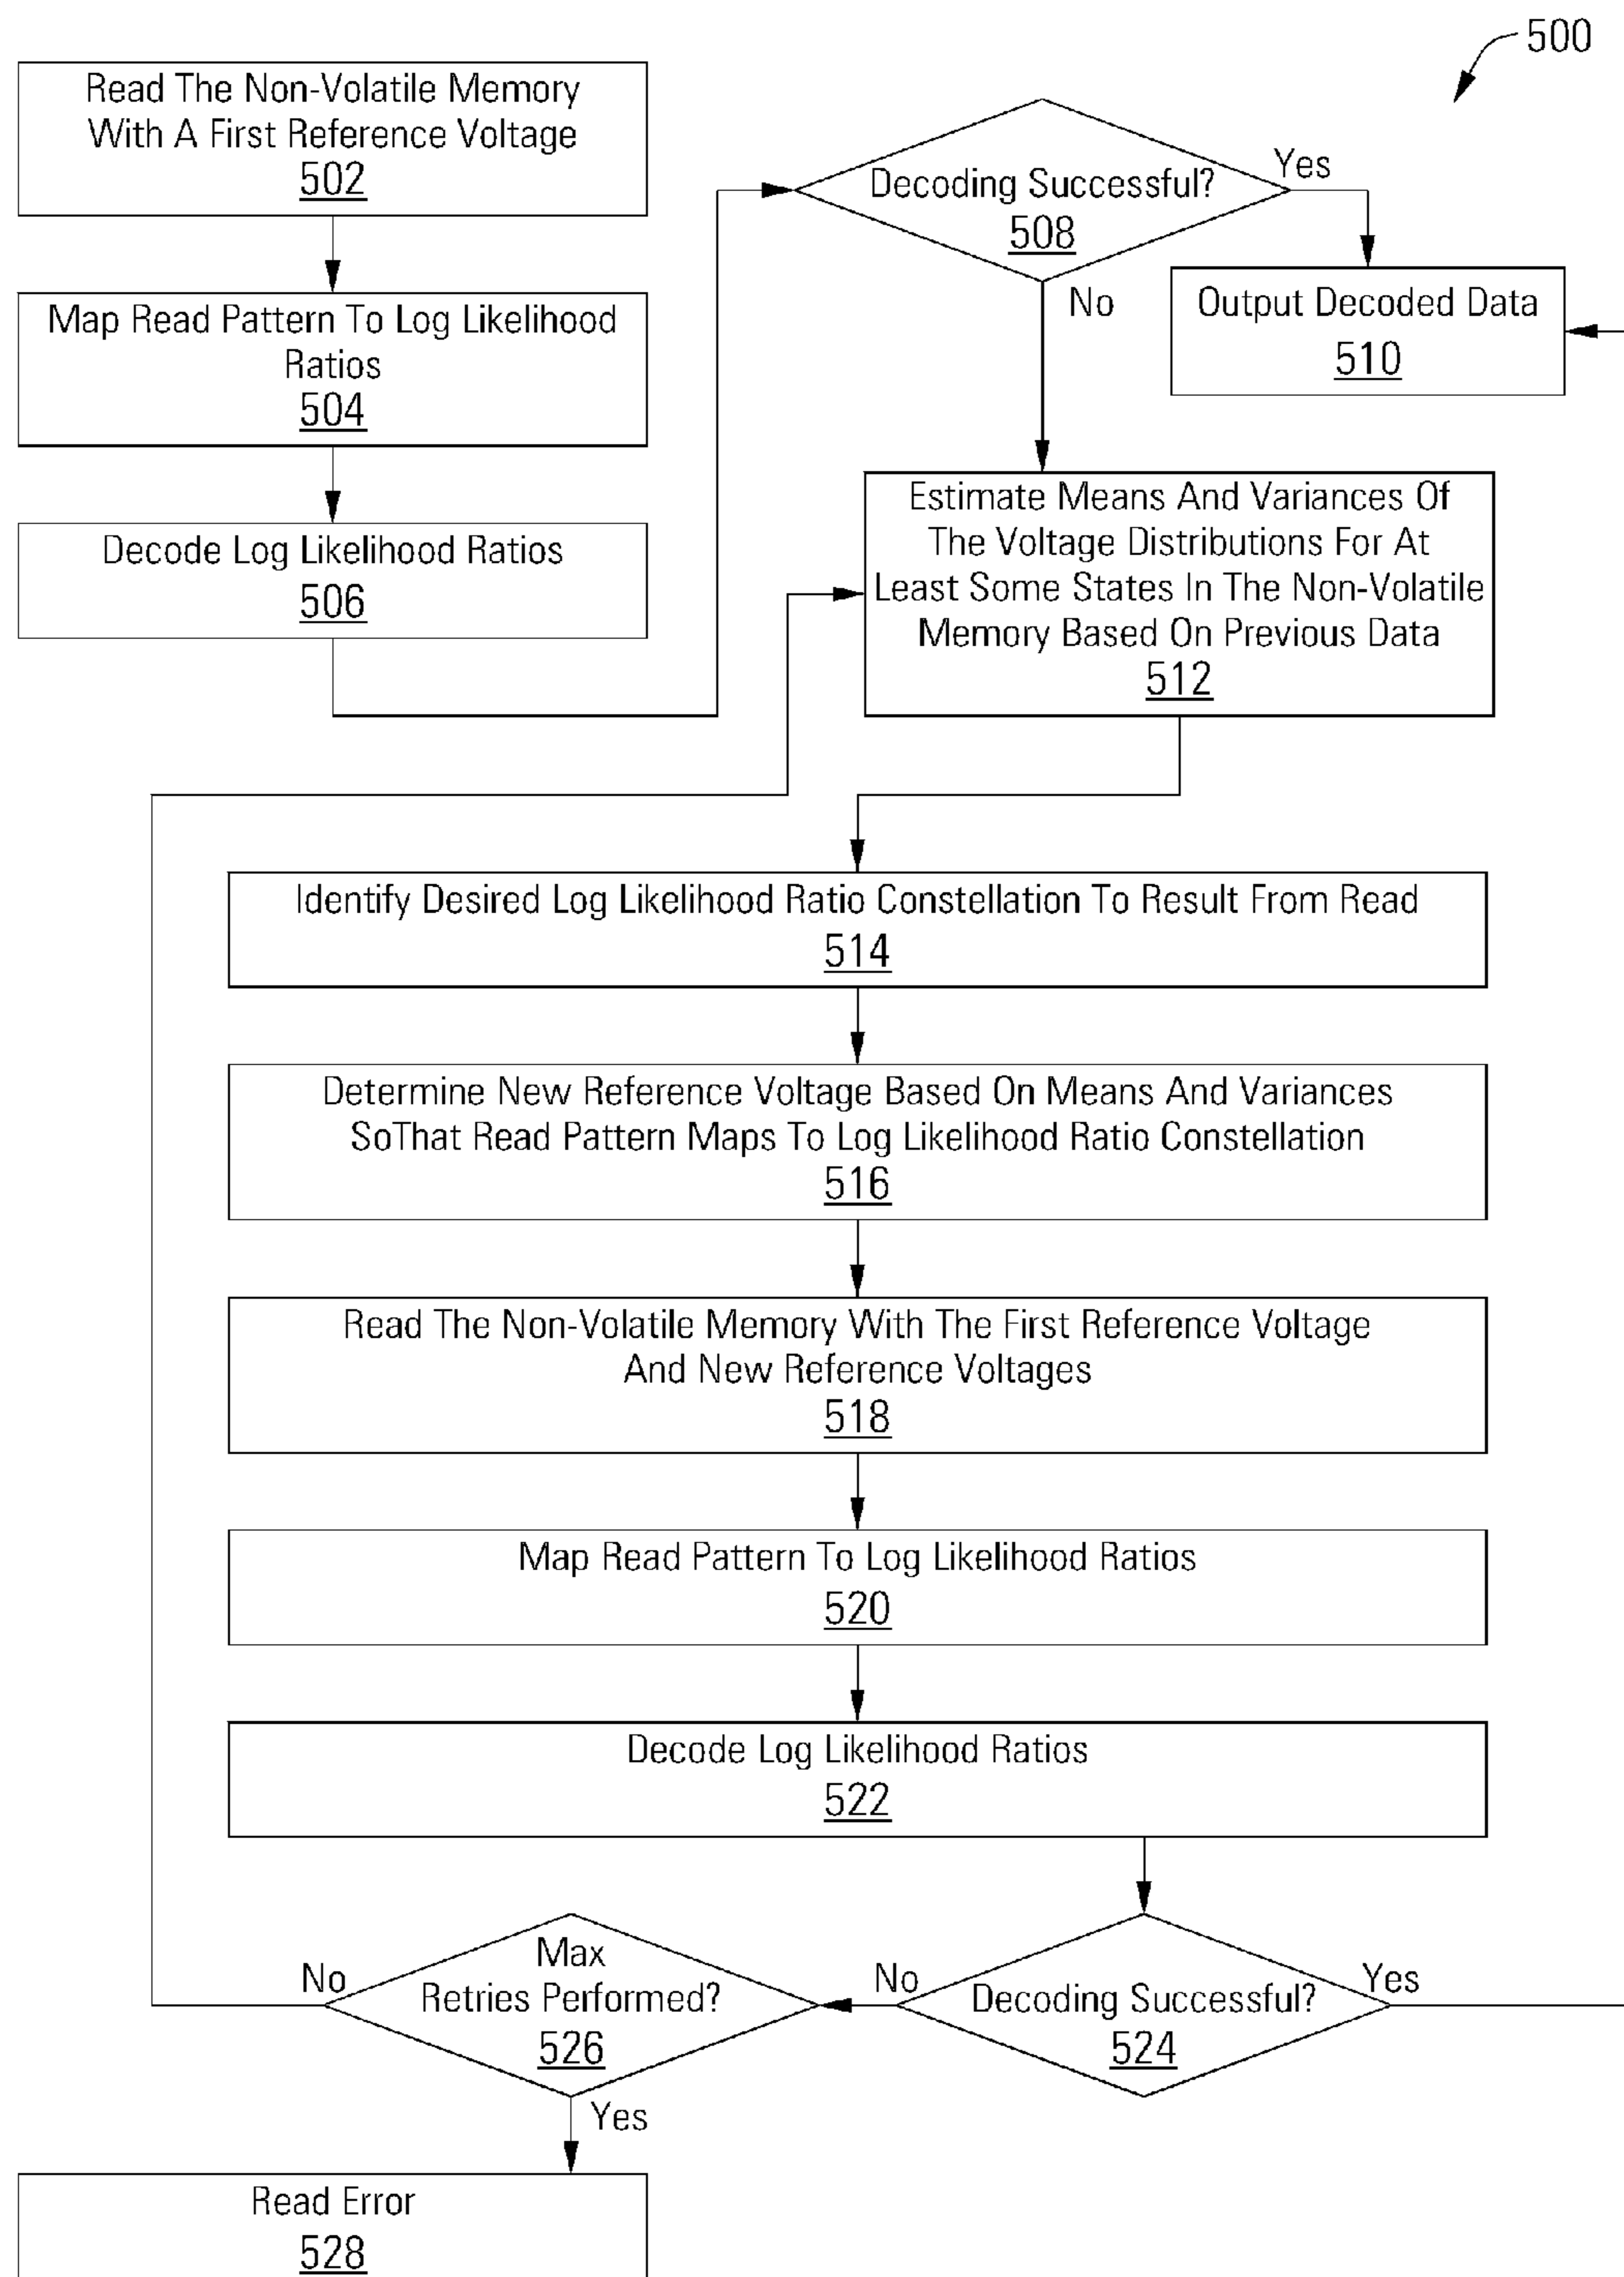 500
Read The Non-Volatile Memory
With A First Reference Voltage
502
Map Read Pattern To Log Likelihood
Ratios
504
Decode Log Likelihood Ratios
506
Decoding Successful?
508
Yes
No
Output Decoded Data
510
Estimate Means And Variances Of
The Voltage Distributions For At
Least Some States In The Non-Volatile
Memory Based On Previous Data
512
Identify Desired Log Likelihood Ratio Constellation To Result From Read
514
Determine New Reference Voltage Based On Means And Variances
SoThat Read Pattern Maps To Log Likelihood Ratio Constellation
516
Read The Non-Volatile Memory With The First Reference Voltage
And New Reference Voltages
518
Map Read Pattern To Log Likelihood Ratios
520
Decode Log Likelihood Ratios
522
Decoding Successful?
524
Yes
No
Max
Retries Performed?
526
No
Yes
Read Error
528